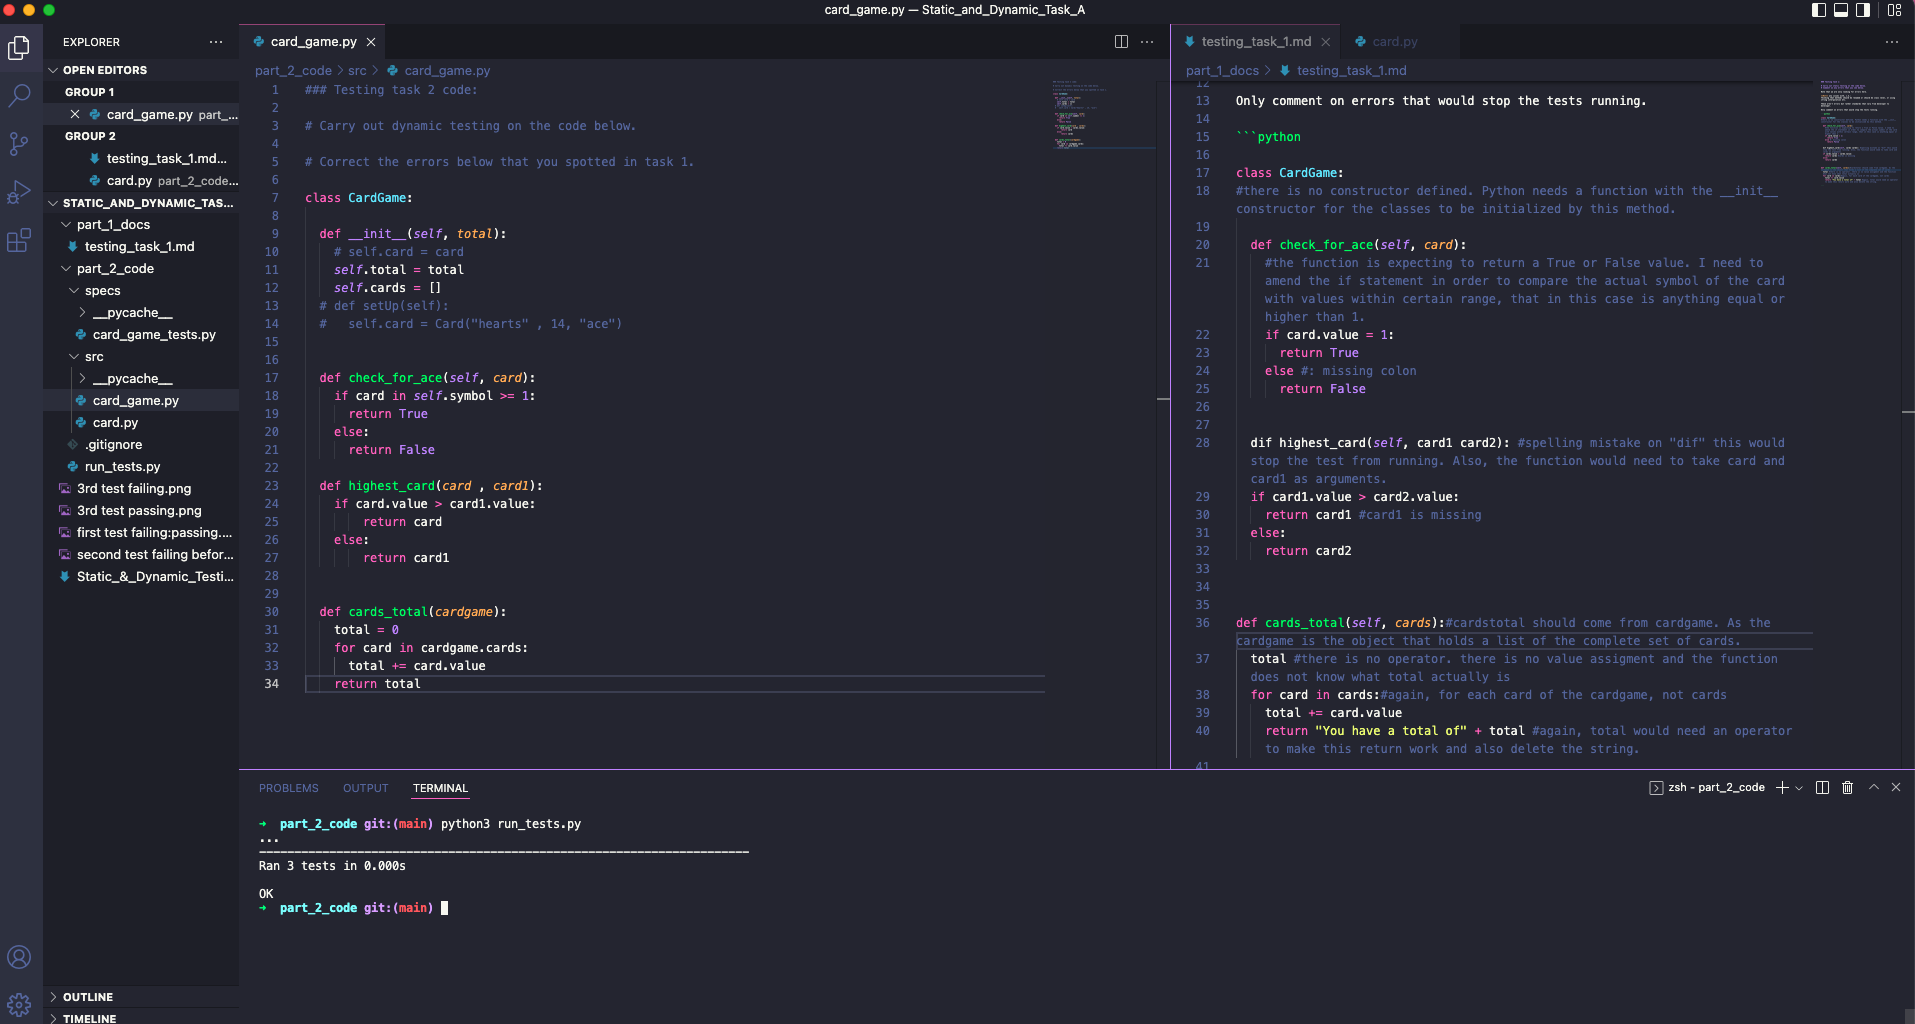 card_game.py — Static_and_Dynamic_Task_A
EXPLORER
OPEN EDITORS
GROUP 1
card_game.py part_...
GROUP 2
testing_task_1.md...
card.py part_2_code...
STATIC_AND_DYNAMIC_TAS...
part_1_docs
testing_task_1.md
part_2_code
specs
__pycache__
card_game_tests.py
src
__pycache__
card_game.py
card.py
.gitignore
run_tests.py
3rd test failing.png
3rd test passing.png
first test failing:passing....
second test failing befor...
Static_&_Dynamic_Testi...
OUTLINE
TIMELINE
card_game.py
part_2_code > src > card_game.py
1 ### Testing task 2 code:
2
3 # Carry out dynamic testing on the code below.
4
5 # Correct the errors below that you spotted in task 1.
6
7 class CardGame:
8
9 def __init__(self, total):
10 # self.card = card
11 self.total = total
12 self.cards = []
13 # def setUp(self):
14 #   self.card = Card("hearts" , 14, "ace")
15
16
17 def check_for_ace(self, card):
18 if card in self.symbol >= 1:
19 return True
20 else:
21 return False
22
23 def highest_card(card , card1):
24 if card.value > card1.value:
25 return card
26 else:
27 return card1
28
29
30 def cards_total(cardgame):
31 total = 0
32 for card in cardgame.cards:
33 total += card.value
34 return total
testing_task_1.md
card.py
part_1_docs > testing_task_1.md
12
13 Only comment on errors that would stop the tests running.
14
15 ```python
16
17 class CardGame:
18 #there is no constructor defined. Python needs a function with the __init__
constructor for the classes to be initialized by this method.
19
20 def check_for_ace(self, card):
21 #the function is expecting to return a True or False value. I need to
amend the if statement in order to compare the actual symbol of the card
with values within certain range, that in this case is anything equal or
higher than 1.
22 if card.value = 1:
23 return True
24 else #: missing colon
25 return False
26
27
28 dif highest_card(self, card1 card2): #spelling mistake on "dif" this would
stop the test from running. Also, the function would need to take card and
card1 as arguments.
29 if card1.value > card2.value:
30 return card1 #card1 is missing
31 else:
32 return card2
33
34
35
36 def cards_total(self, cards):#cardstotal should come from cardgame. As the
cardgame is the object that holds a list of the complete set of cards.
37 total #there is no operator. there is no value assigment and the function
does not know what total actually is
38 for card in cards:#again, for each card of the cardgame, not cards
39 total += card.value
40 return "You have a total of" + total #again, total would need an operator
to make this return work and also delete the string.
41
PROBLEMS OUTPUT TERMINAL
zsh - part_2_code
→ part_2_code git:(main) python3 run_tests.py
...
----------------------------------------------------------------------
Ran 3 tests in 0.000s
OK
→ part_2_code git:(main)